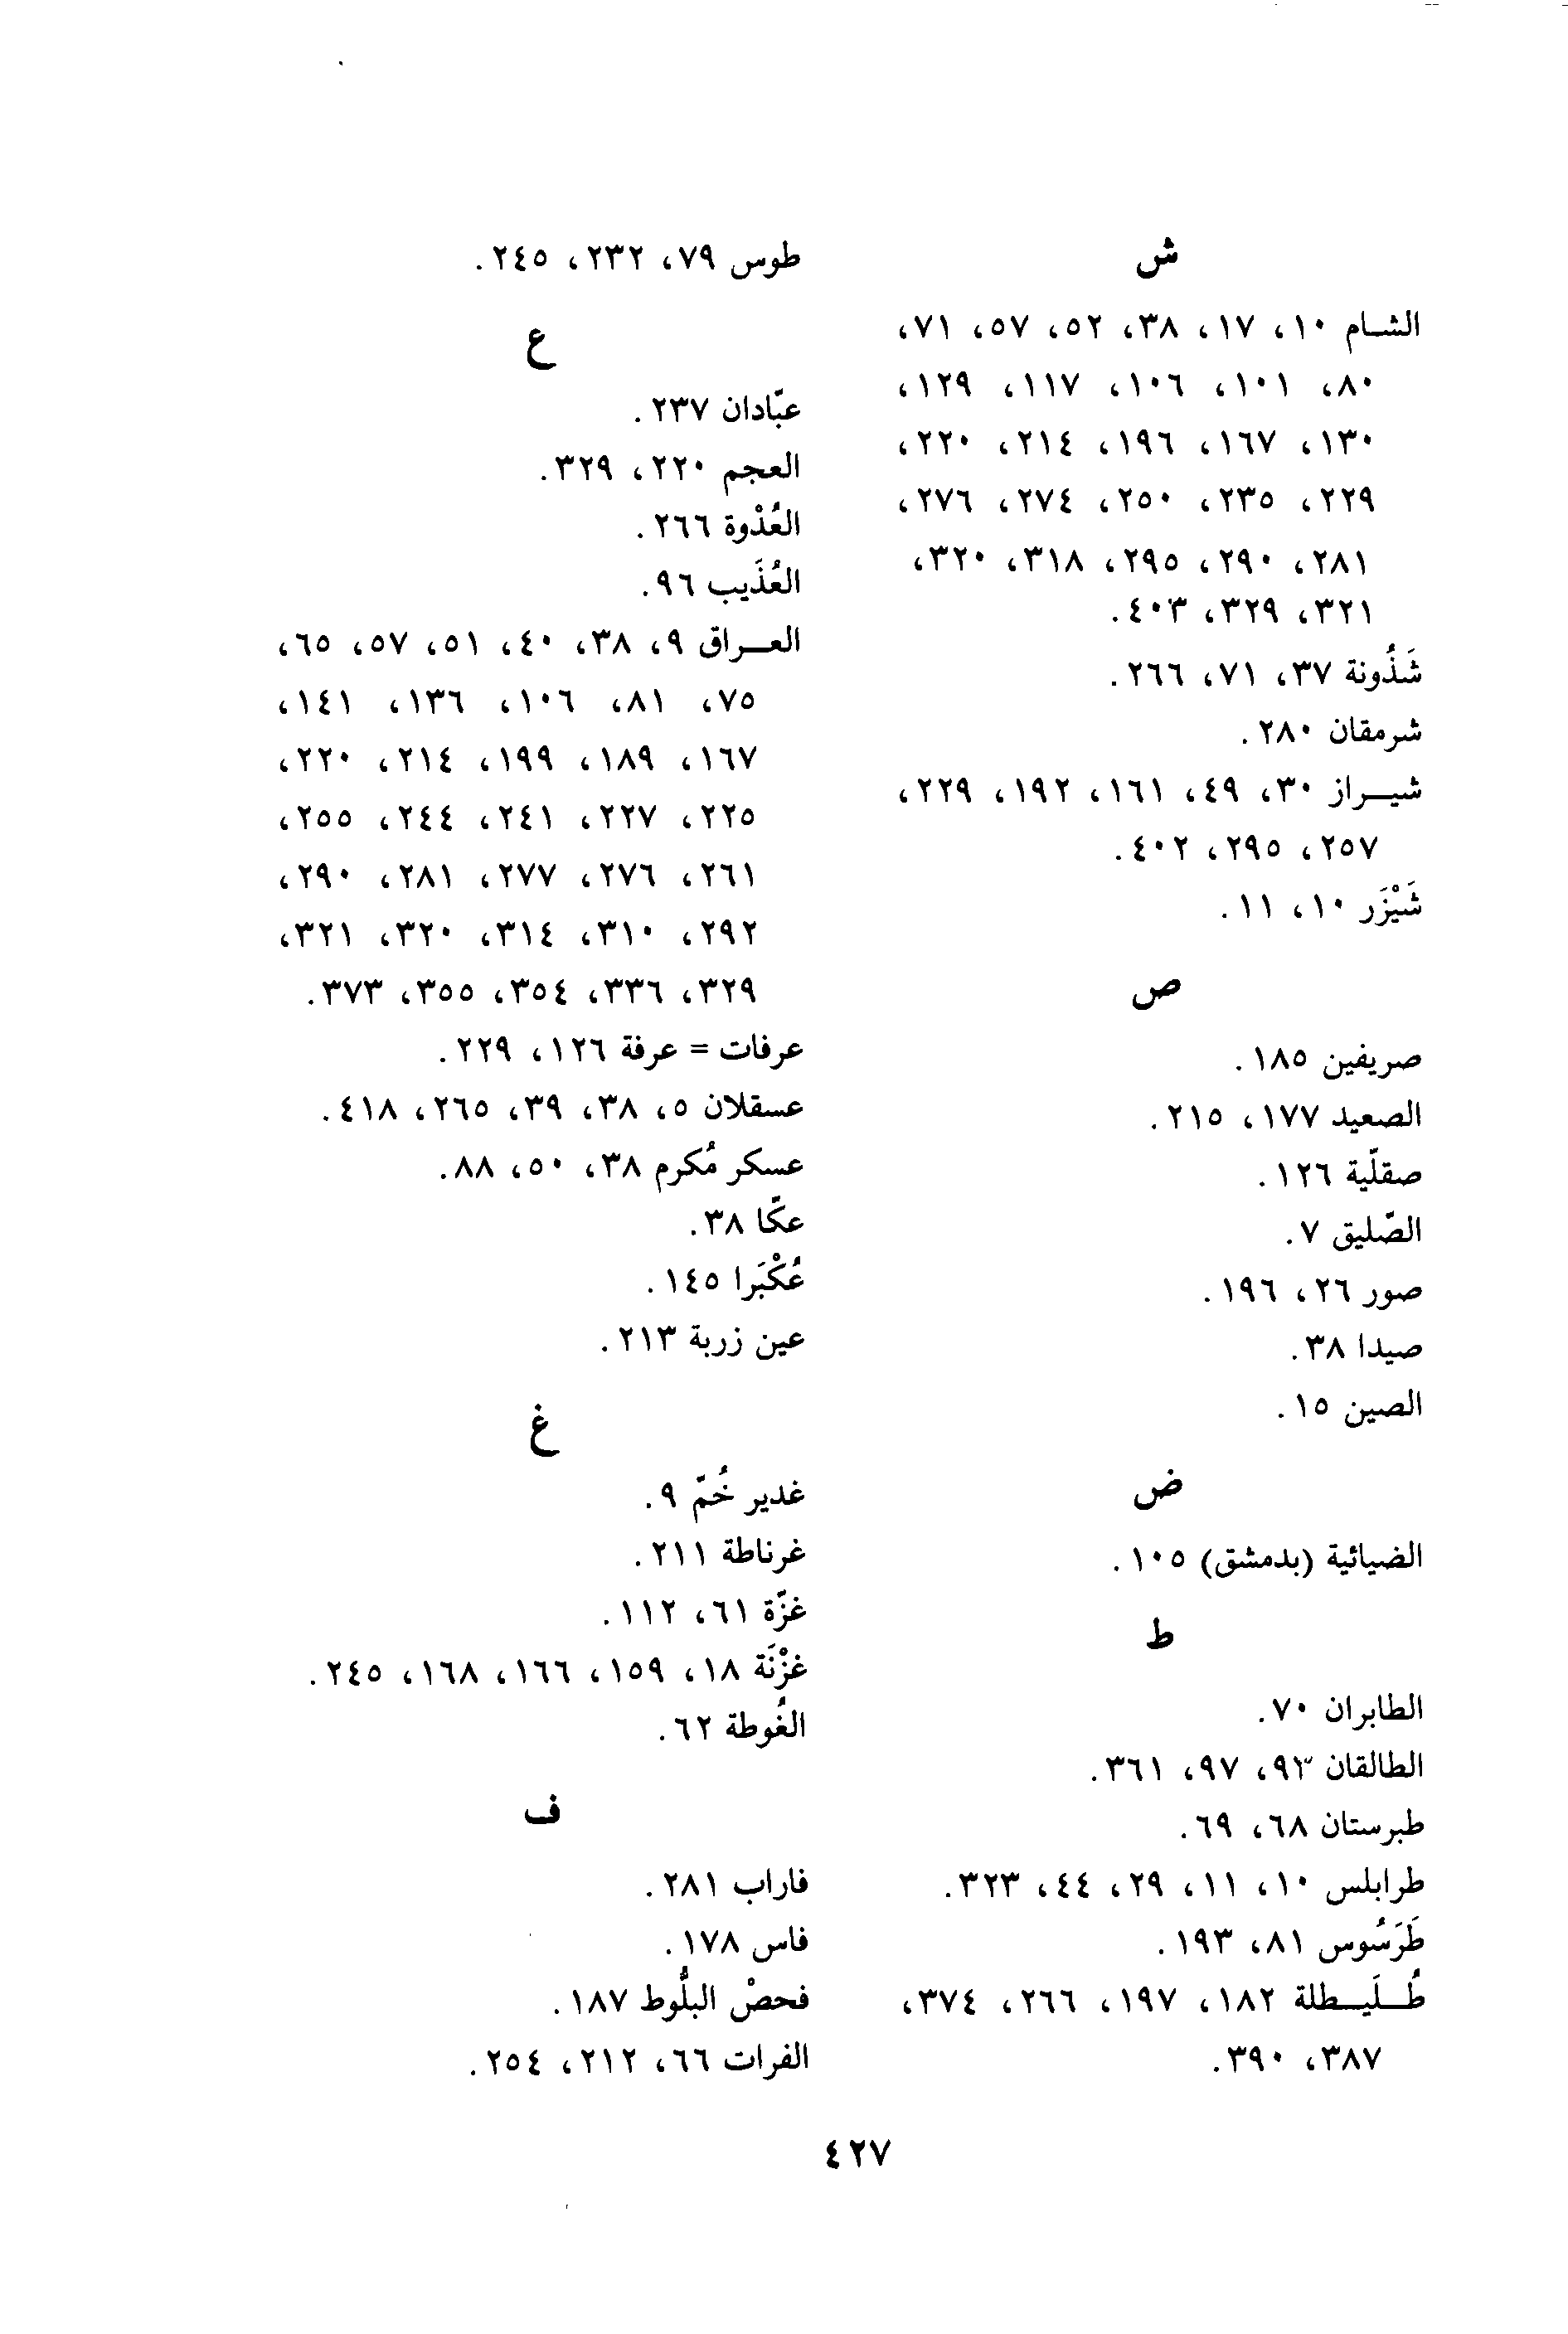 ش
الشام ١٠، ١٧، ٣٨، ٥٢، ٥٧، ٧١،
٨٠، ١٠١، ١٠٦، ١١٧، ١٢٩،
١٣٠، ١٦٧، ١٩٦، ٢١٤، ٢٢٠،
٢٢٩، ٢٣٥، ٢٥٠، ٢٧٤، ٢٧٦،
٢٨١، ٢٩٠، ٢٩٥، ٣١٨، ٣٢٠،
٣٢١، ٣٢٩، ٤٠٣.
شَذُونة ٣٧، ٧١، ٢٦٦.
شرمقان ٢٨٠.
شيراز ٣٠، ٤٩، ١٦١، ١٩٢، ٢٢٩،
٢٥٧، ٢٩٥، ٤٠٢.
شَيْزَر ١٠، ١١.
ص
صريفين ١٨٥.
الصعيد ١٧٧، ٢١٥.
صقلّية ١٢٦.
الصّليق ٧.
صور ٢٦، ١٩٦.
صيدا ٣٨.
الصين ١٥.
ض
الضيائية (بدمشق) ١٠٥.
ط
الطابران ٧٠.
الطالقان ٩٣، ٩٧، ٣٦١.
طبرستان ٦٨، ٦٩.
طرابلس ١٠، ١١، ٢٩، ٤٤، ٣٢٣.
طَرَسُوس ٨١، ١٩٣.
طُلَيطلة ١٨٢، ١٩٧، ٢٦٦، ٣٧٤،
٣٨٧، ٣٩٠.
طوس ٧٩، ٢٣٢، ٢٤٥.
ع
عبّادان ٢٣٧.
العجم ٢٢٠، ٣٢٩.
العُدْوة ٢٦٦.
العُذَيب ٩٦.
العراق ٩، ٣٨، ٤٠، ٥١، ٥٧، ٦٥،
٧٥، ٨١، ١٠٦، ١٣٦، ١٤١،
١٦٧، ١٨٩، ١٩٩، ٢١٤، ٢٢٠،
٢٢٥، ٢٢٧، ٢٤١، ٢٤٤، ٢٥٥،
٢٦١، ٢٧٦، ٢٧٧، ٢٨١، ٢٩٠،
٢٩٢، ٣١٠، ٣١٤، ٣٢٠، ٣٢١،
٣٢٩، ٣٣٦، ٣٥٤، ٣٥٥، ٣٧٣.
عرفات = عرفة ١٢٦، ٢٢٩.
عسقلان ٥، ٣٨، ٣٩، ٢٦٥، ٤١٨.
عسكر مُكرم ٣٨، ٥٠، ٨٨.
عكّا ٣٨.
عُكْبَرا ١٤٥.
عين زربة ٢١٣.
غ
غدير خُمّ ٩.
غرناطة ٢١١.
غزّة ٦١، ١١٢.
غزْنَة ١٨، ١٥٩، ١٦٦، ١٦٨، ٢٤٥.
الغُوطة ٦٢.
ف
فاراب ٢٨١.
فاس ١٧٨.
فحصْ البلُّوط ١٨٧.
الفرات ٦٦، ٢١٢، ٢٥٤.
٤٢٧